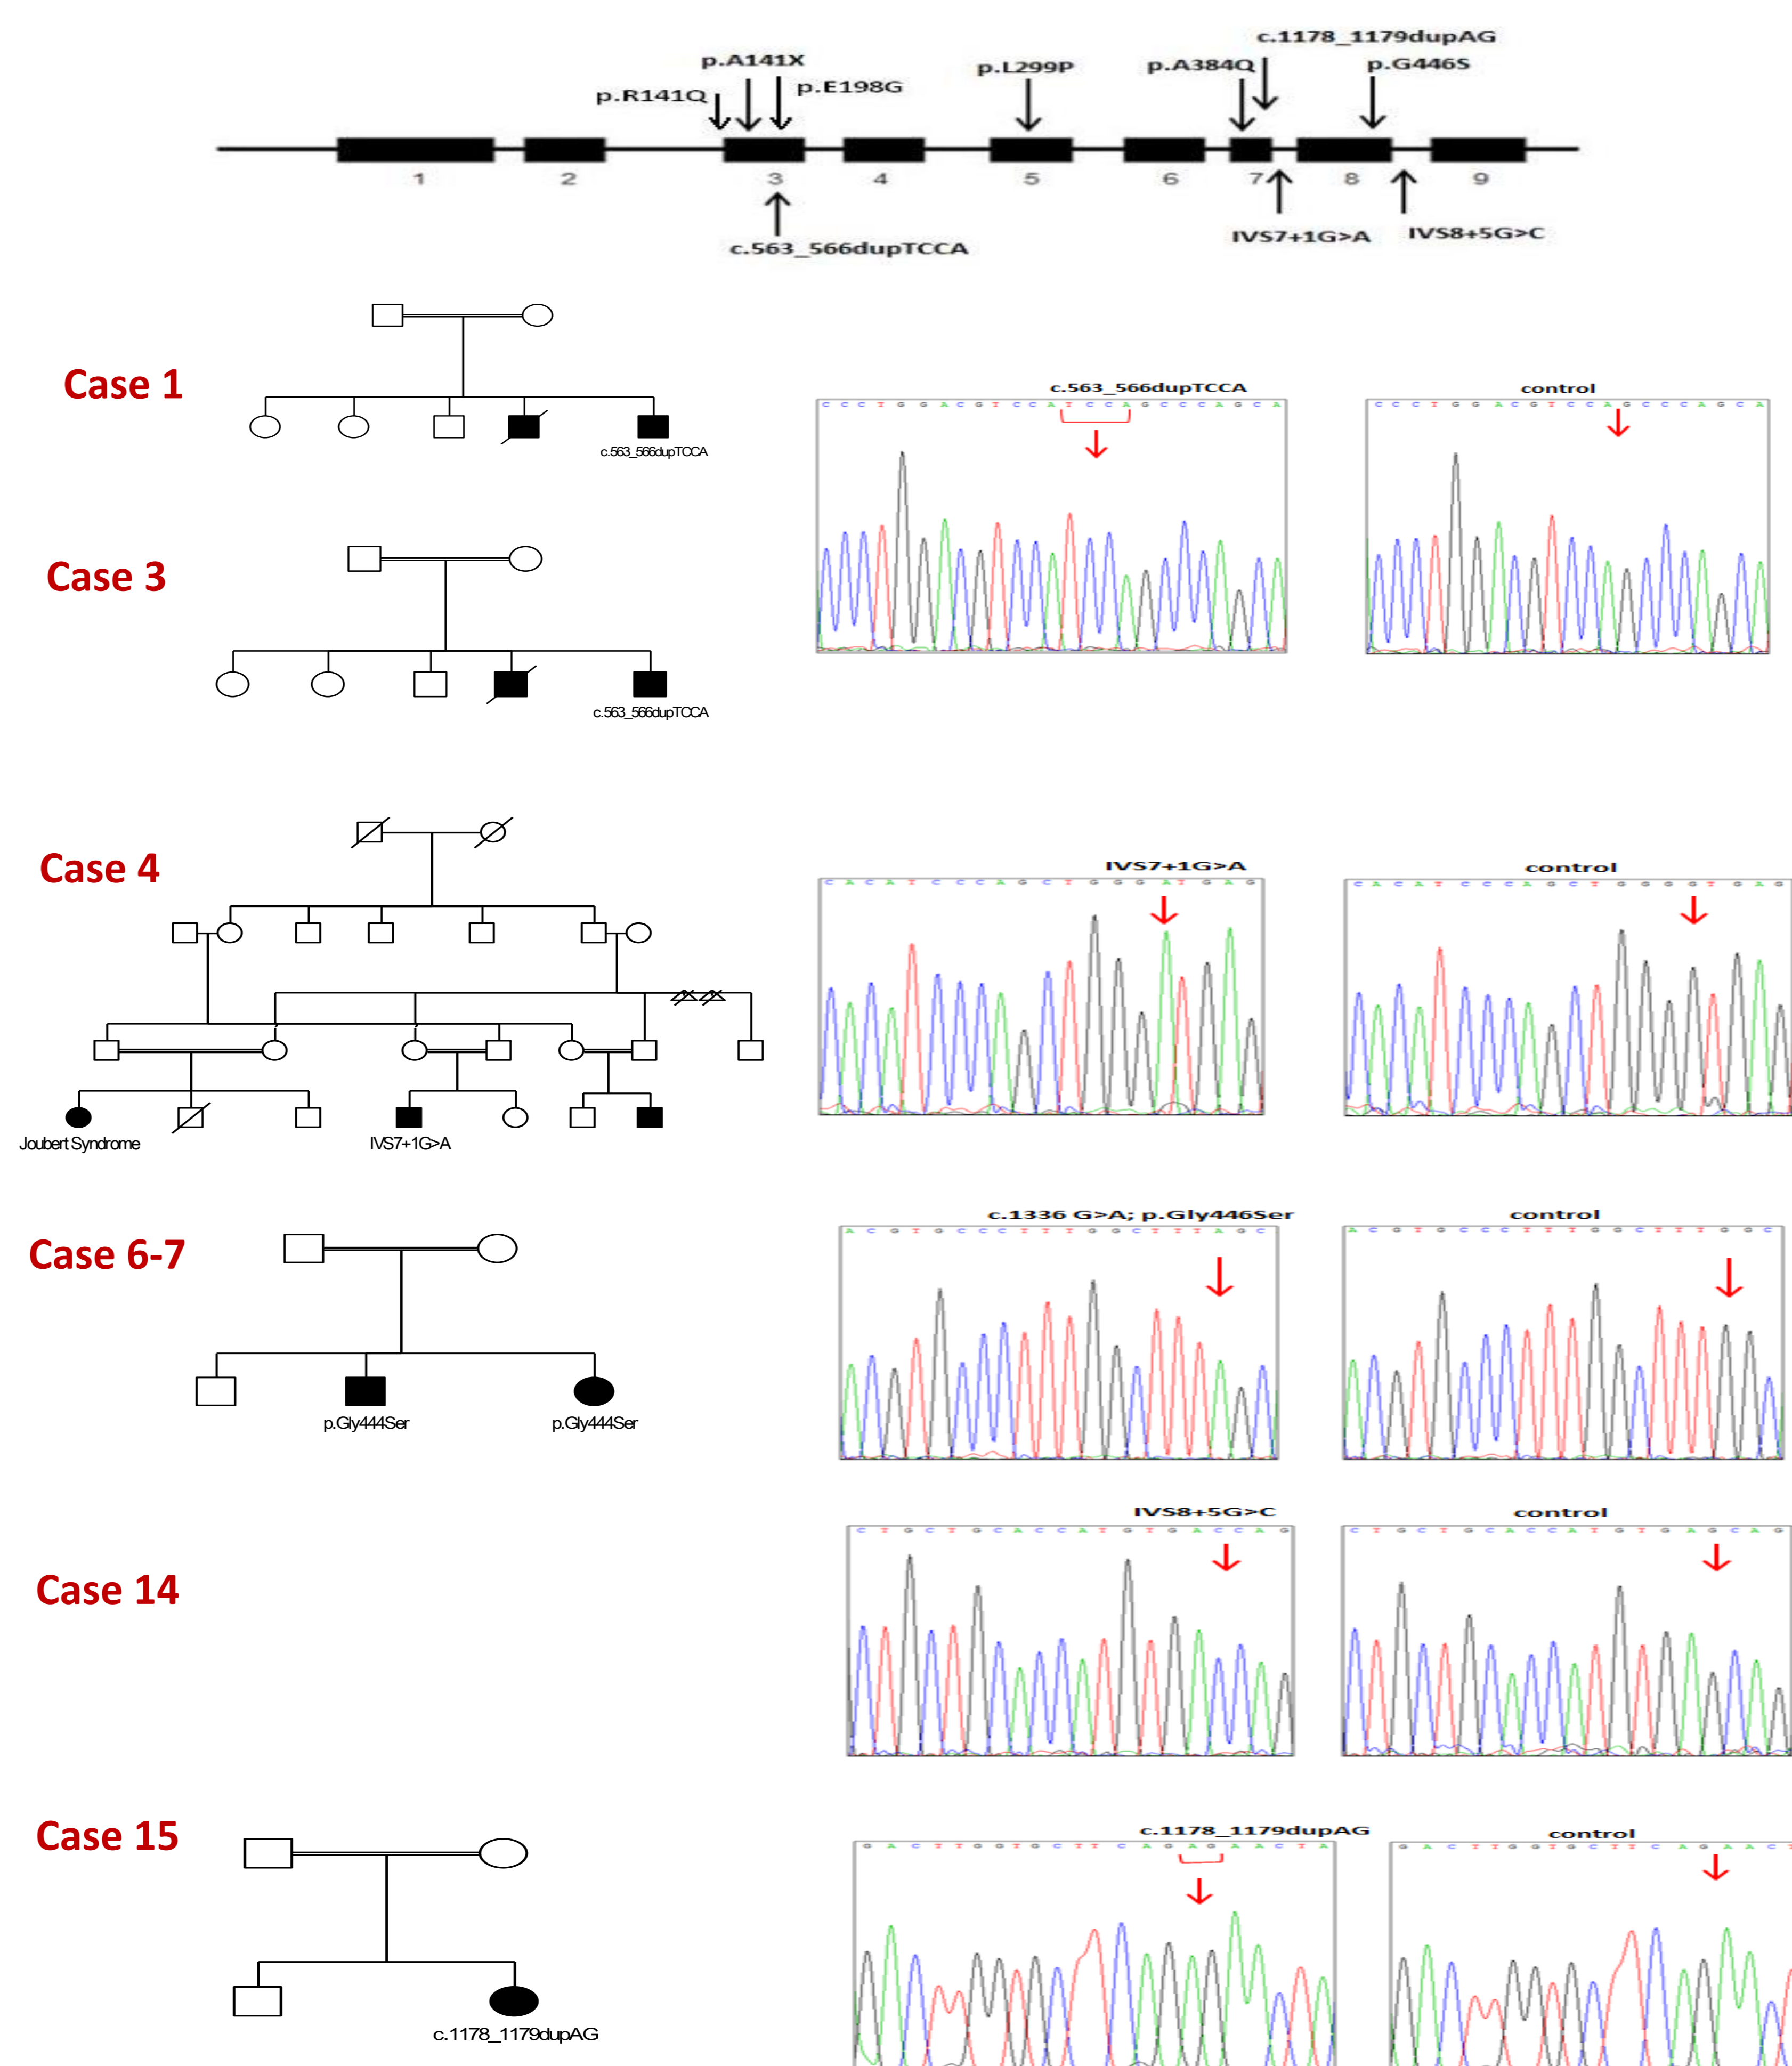 c.1178_1179dupAG
p.A141X
p.L299P
p.A384Q
p.G446S
p.R141Q
p.E198G
1 2 3 4 5 6 7 8 9
c.563_566dupTCCA
IVS7+1G>A
IVS8+5G>C
Case 1
c.563_566dupTCCA
c.563_566dupTCCA
control
C C C T G G A C G T C C A T C C A G C C C A G C A
C C C T G G A C G T C C A G C C C A G C A
Case 3
c.563_566dupTCCA
Case 4
Joubert Syndrome
IVS7+1G>A
IVS7+1G>A
control
C A C A T C C C A G C T G G G A T G A G
C A C A T C C C A G C T G G G G T G A G
Case 6-7
p.Gly444Ser
p.Gly444Ser
c.1336 G>A; p.Gly446Ser
control
A C G T G C C C T T T G G C T T T A G C
A C G T G C C C T T T G G C T T T G G C
Case 14
IVS8+5G>C
control
C T G C T G C A C C A T G T G A C C A G
C T G C T G C A C C A T G T G A G C A G
Case 15
c.1178_1179dupAG
c.1178_1179dupAG
control
G A C T T G G T G C T T C A G A G A A C T A
G A C T T G G T G C T T C A G A A C T